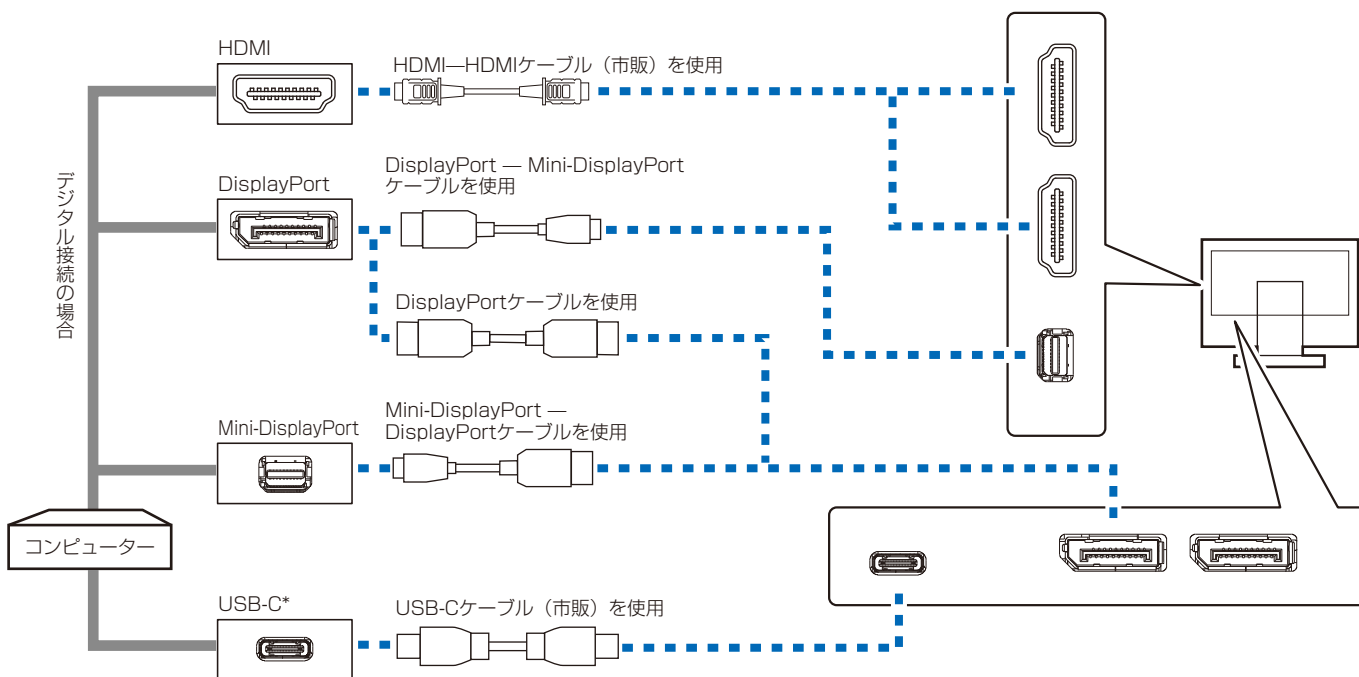 HDMI
HDMI―HDMIケーブル（市販）を使用
デジタル接続の場合
DisplayPort
DisplayPort ― Mini-DisplayPort
ケーブルを使用
DisplayPortケーブルを使用
Mini-DisplayPort
Mini-DisplayPort ―
DisplayPortケーブルを使用
コンピューター
USB-C*
USB-Cケーブル（市販）を使用